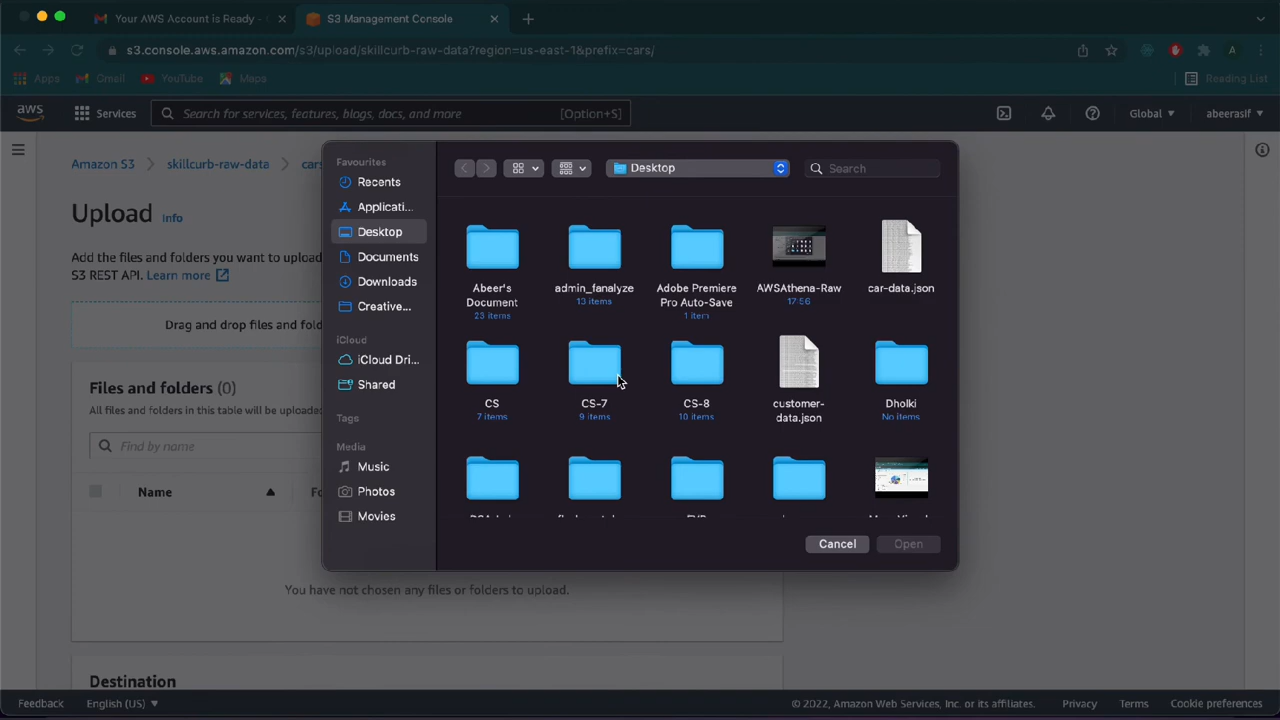 Your AWS Account is Ready -
S3 Management Console
s3.console.aws.amazon.com/s3/upload/skillcurb-raw-data?region=us-east-1&prefix=cars/
A
Apps
Gmail
YouTube
Maps
Reading List
aws
Services
Search for services, features, blogs, docs, and more
[Option+S]
Global
abeerasif
Amazon S3
skillcurb-raw-data
cars
Upload
Info
Add the files and folders you want to upload
S3 REST API. Learn more
Drag and drop files and fold
Files and folders (0)
All files and folders in this table will be uploaded
Find by name
Name
You have not chosen any files or folders to upload.
Destination
Favourites
Recents
Applicati...
Desktop
Documents
Downloads
Creative...
iCloud
iCloud Dri...
Shared
Tags
Media
Music
Photos
Movies
Desktop
Search
Abeer's
Document
23 items
admin_fanalyze
13 items
Adobe Premiere
Pro Auto-Save
1 item
AWSAthena-Raw
17:56
car-data.json
CS
7 items
CS-7
9 items
CS-8
10 items
customer-
data.json
Dholki
No items
Cancel
Open
Feedback
English (US)
© 2022, Amazon Web Services, Inc. or its affiliates.
Privacy
Terms
Cookie preferences